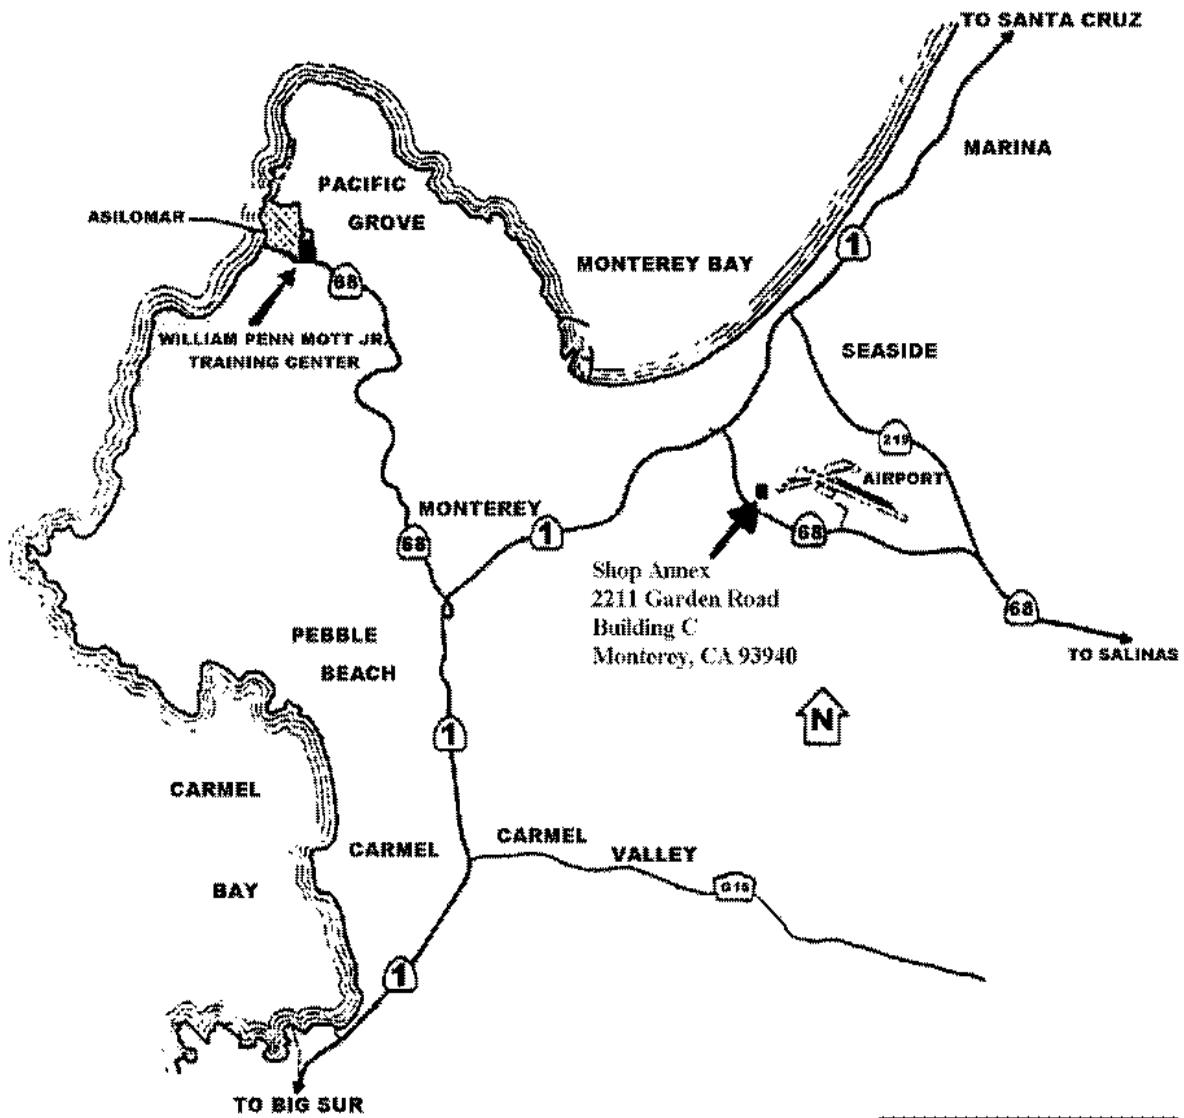 TO SANTA CRUZ
MARINA
PACIFIC
GROVE
ASILOMAR
1
MONTEREY BAY
68
WILLIAM PENN MOTT JR.
TRAINING CENTER
SEASIDE
219
AIRPORT
MONTEREY
68
1
68
Shop Annex
2211 Garden Road
Building C
Monterey, CA 93940
68
TO SALINAS
PEBBLE
BEACH
N
1
CARMEL
BAY
CARMEL
CARMEL
VALLEY
G16
1
TO BIG SUR